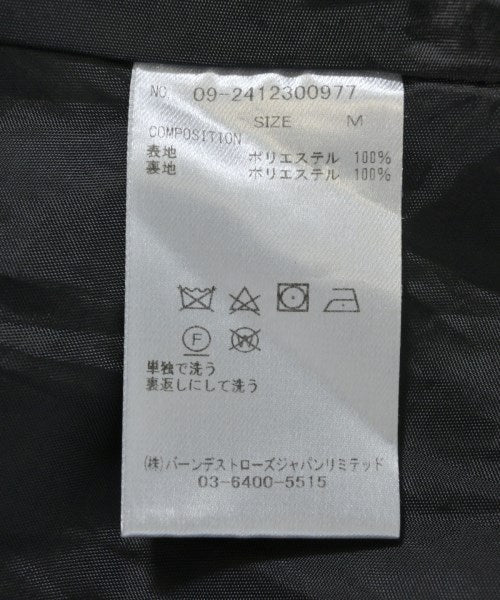 NO. 09-2412300977
SIZE M
COMPOSITION
表地 ポリエステル 100%
裏地 ポリエステル 100%
F
W
単独で洗う
裏返しにして洗う
(株)バーンデストローズジャパンリミテッド
03-6400-5515